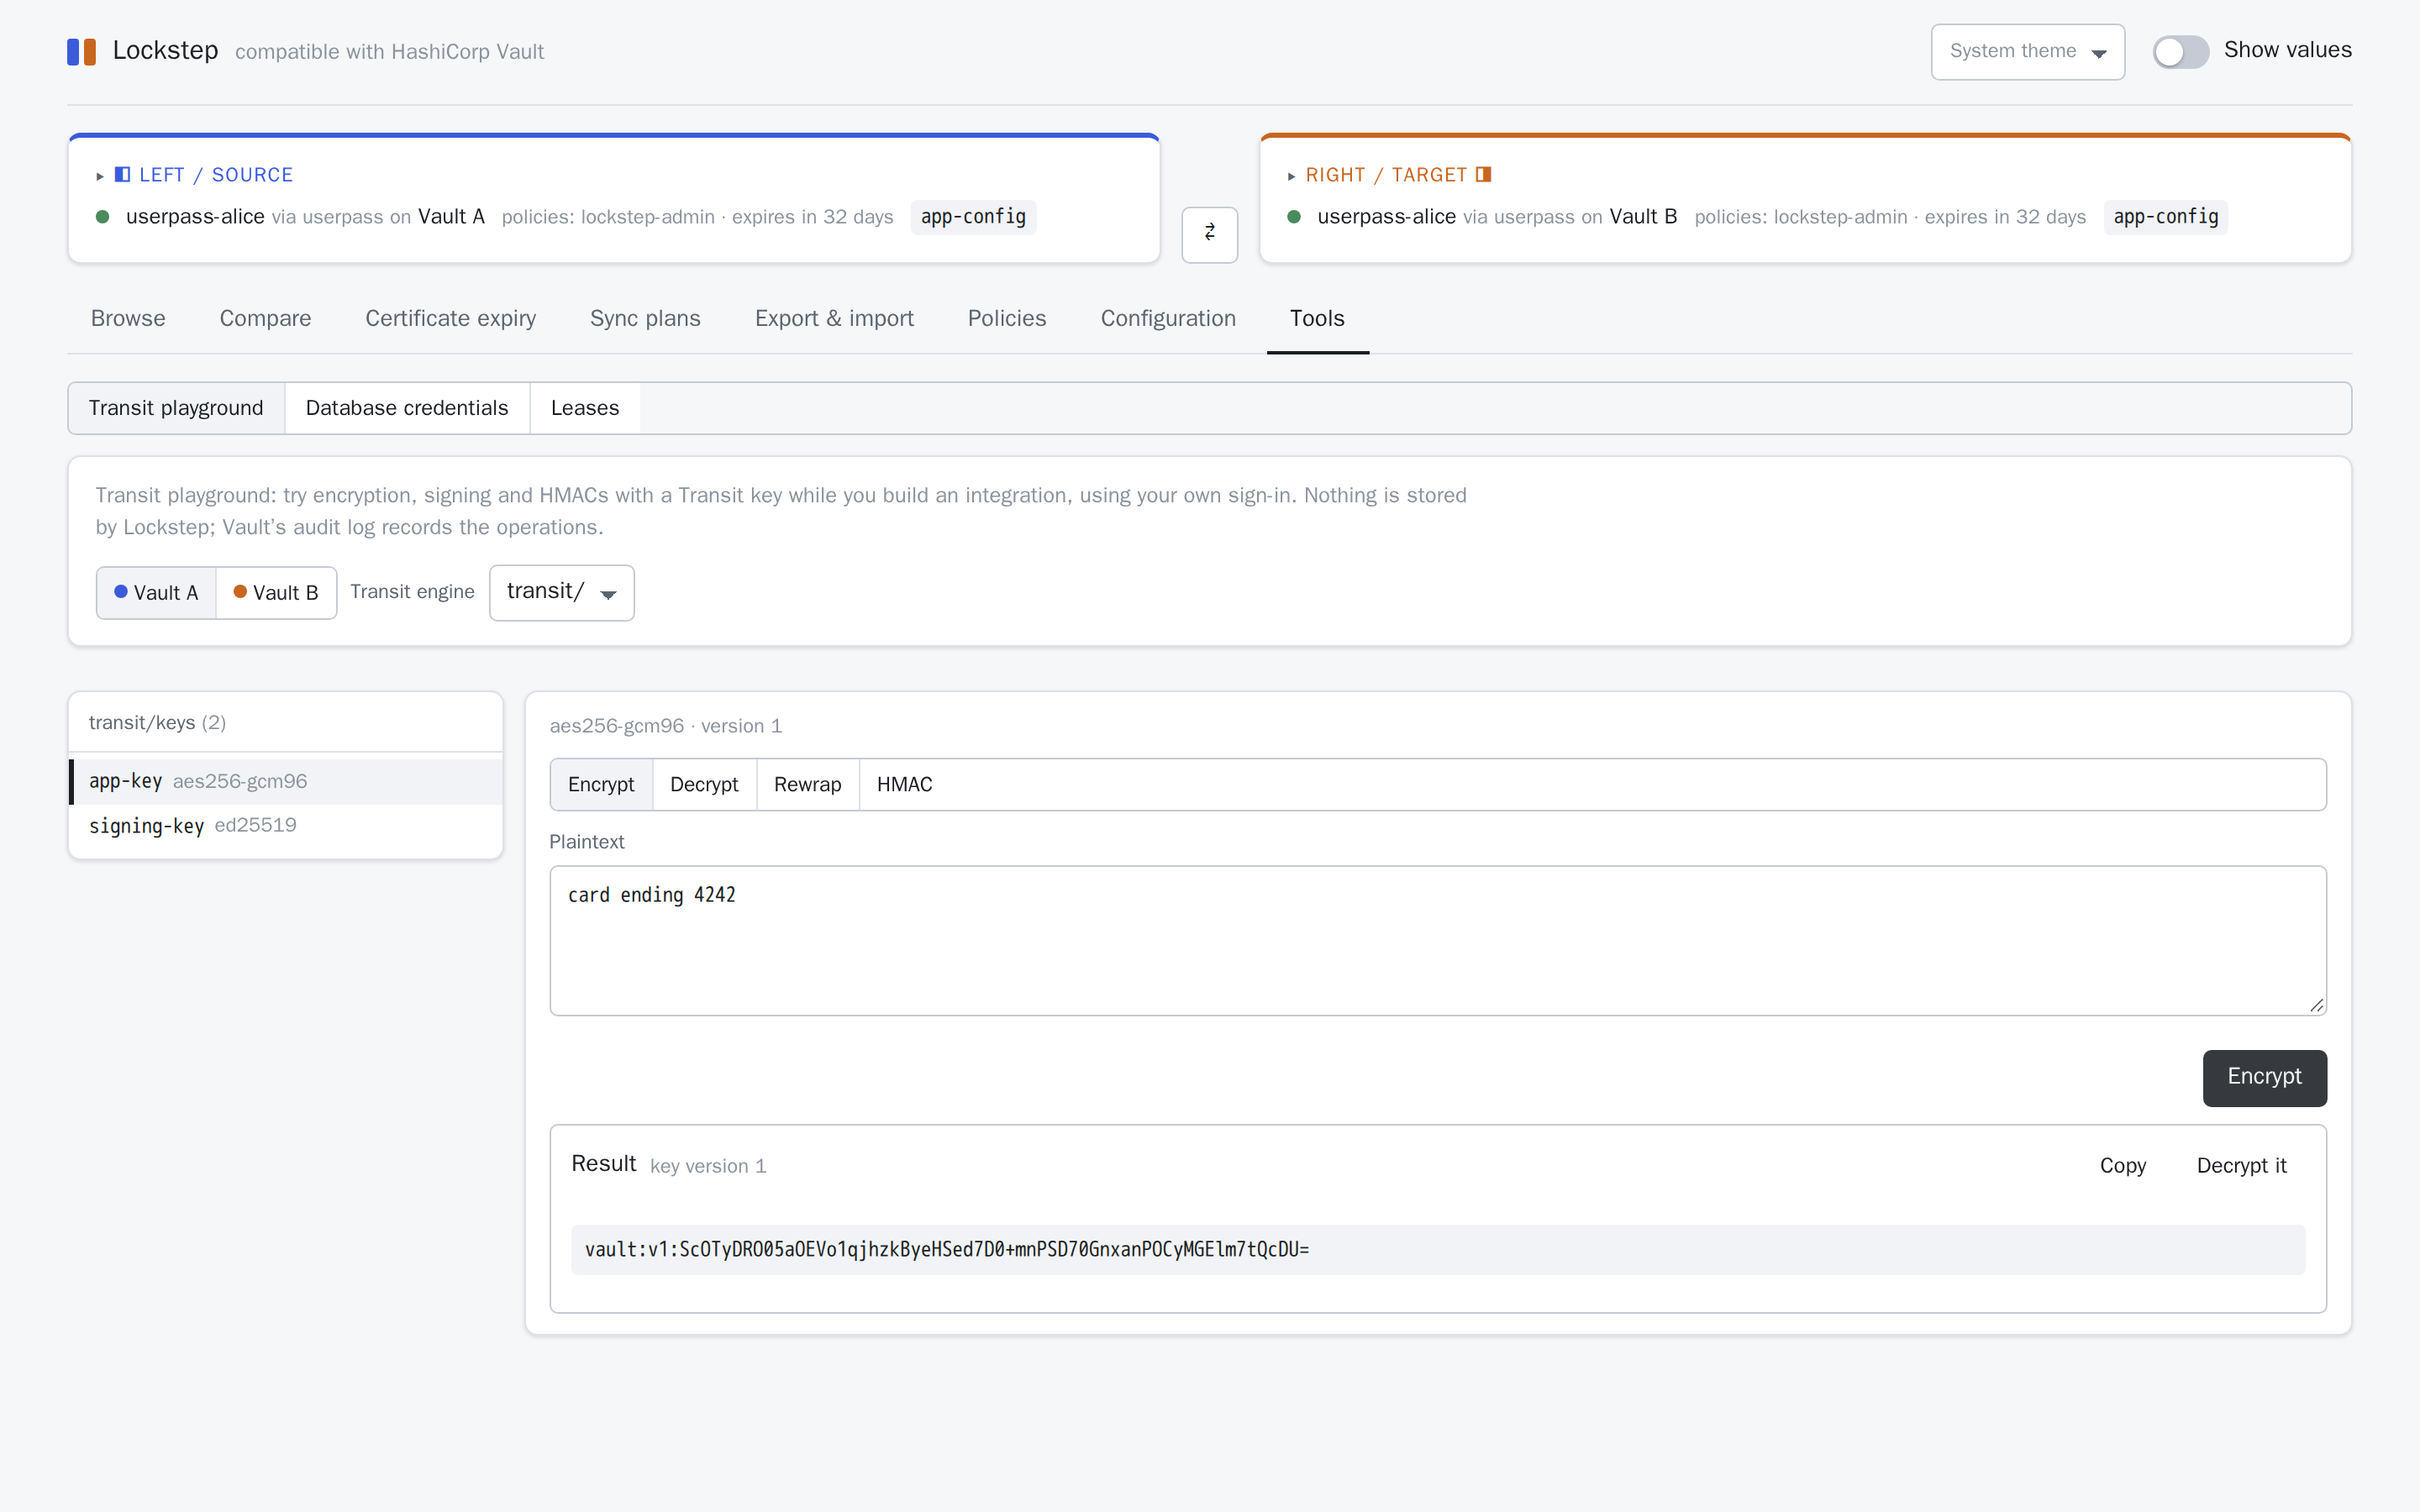 Lockstep compatible with HashiCorp Vault
System theme
Show values
LEFT / SOURCE
userpass-alice via userpass on Vault A policies: lockstep-admin · expires in 32 days app-config
RIGHT / TARGET
userpass-alice via userpass on Vault B policies: lockstep-admin · expires in 32 days app-config
Browse Compare Certificate expiry Sync plans Export & import Policies Configuration Tools
Transit playground Database credentials Leases
Transit playground: try encryption, signing and HMACs with a Transit key while you build an integration, using your own sign-in. Nothing is stored
by Lockstep; Vault’s audit log records the operations.
Vault A Vault B Transit engine transit/
transit/keys (2)
app-key aes256-gcm96
signing-key ed25519
aes256-gcm96 · version 1
Encrypt Decrypt Rewrap HMAC
Plaintext
card ending 4242
Encrypt
Result key version 1
Copy Decrypt it
vault:v1:ScOTyDRO05aOEVo1qjhzkByeHSed7D0+mnPSD70GnxanPOCyMGElm7tQcDU=